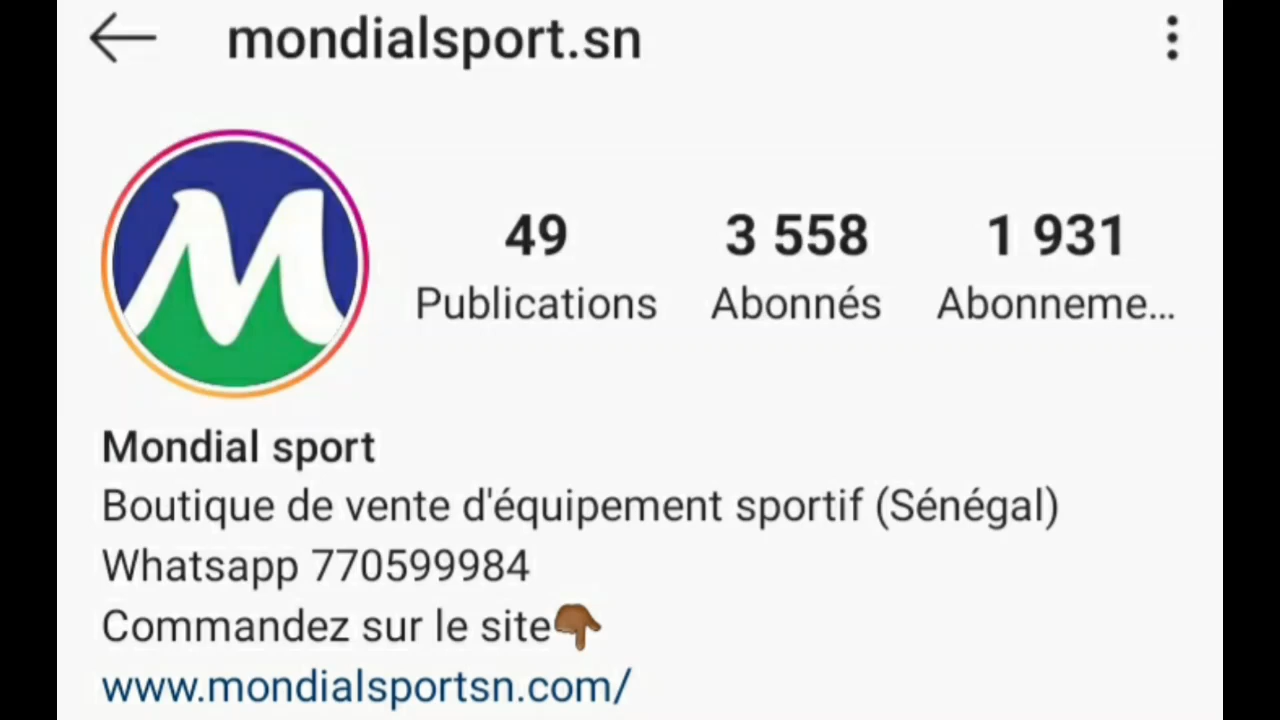 mondialsport.sn
M
49 3 558 1 931
Publications Abonnés Abonneme...
Mondial sport
Boutique de vente d'équipement sportif (Sénégal)
Whatsapp 770599984
Commandez sur le site👇🏾
www.mondialsportsn.com/